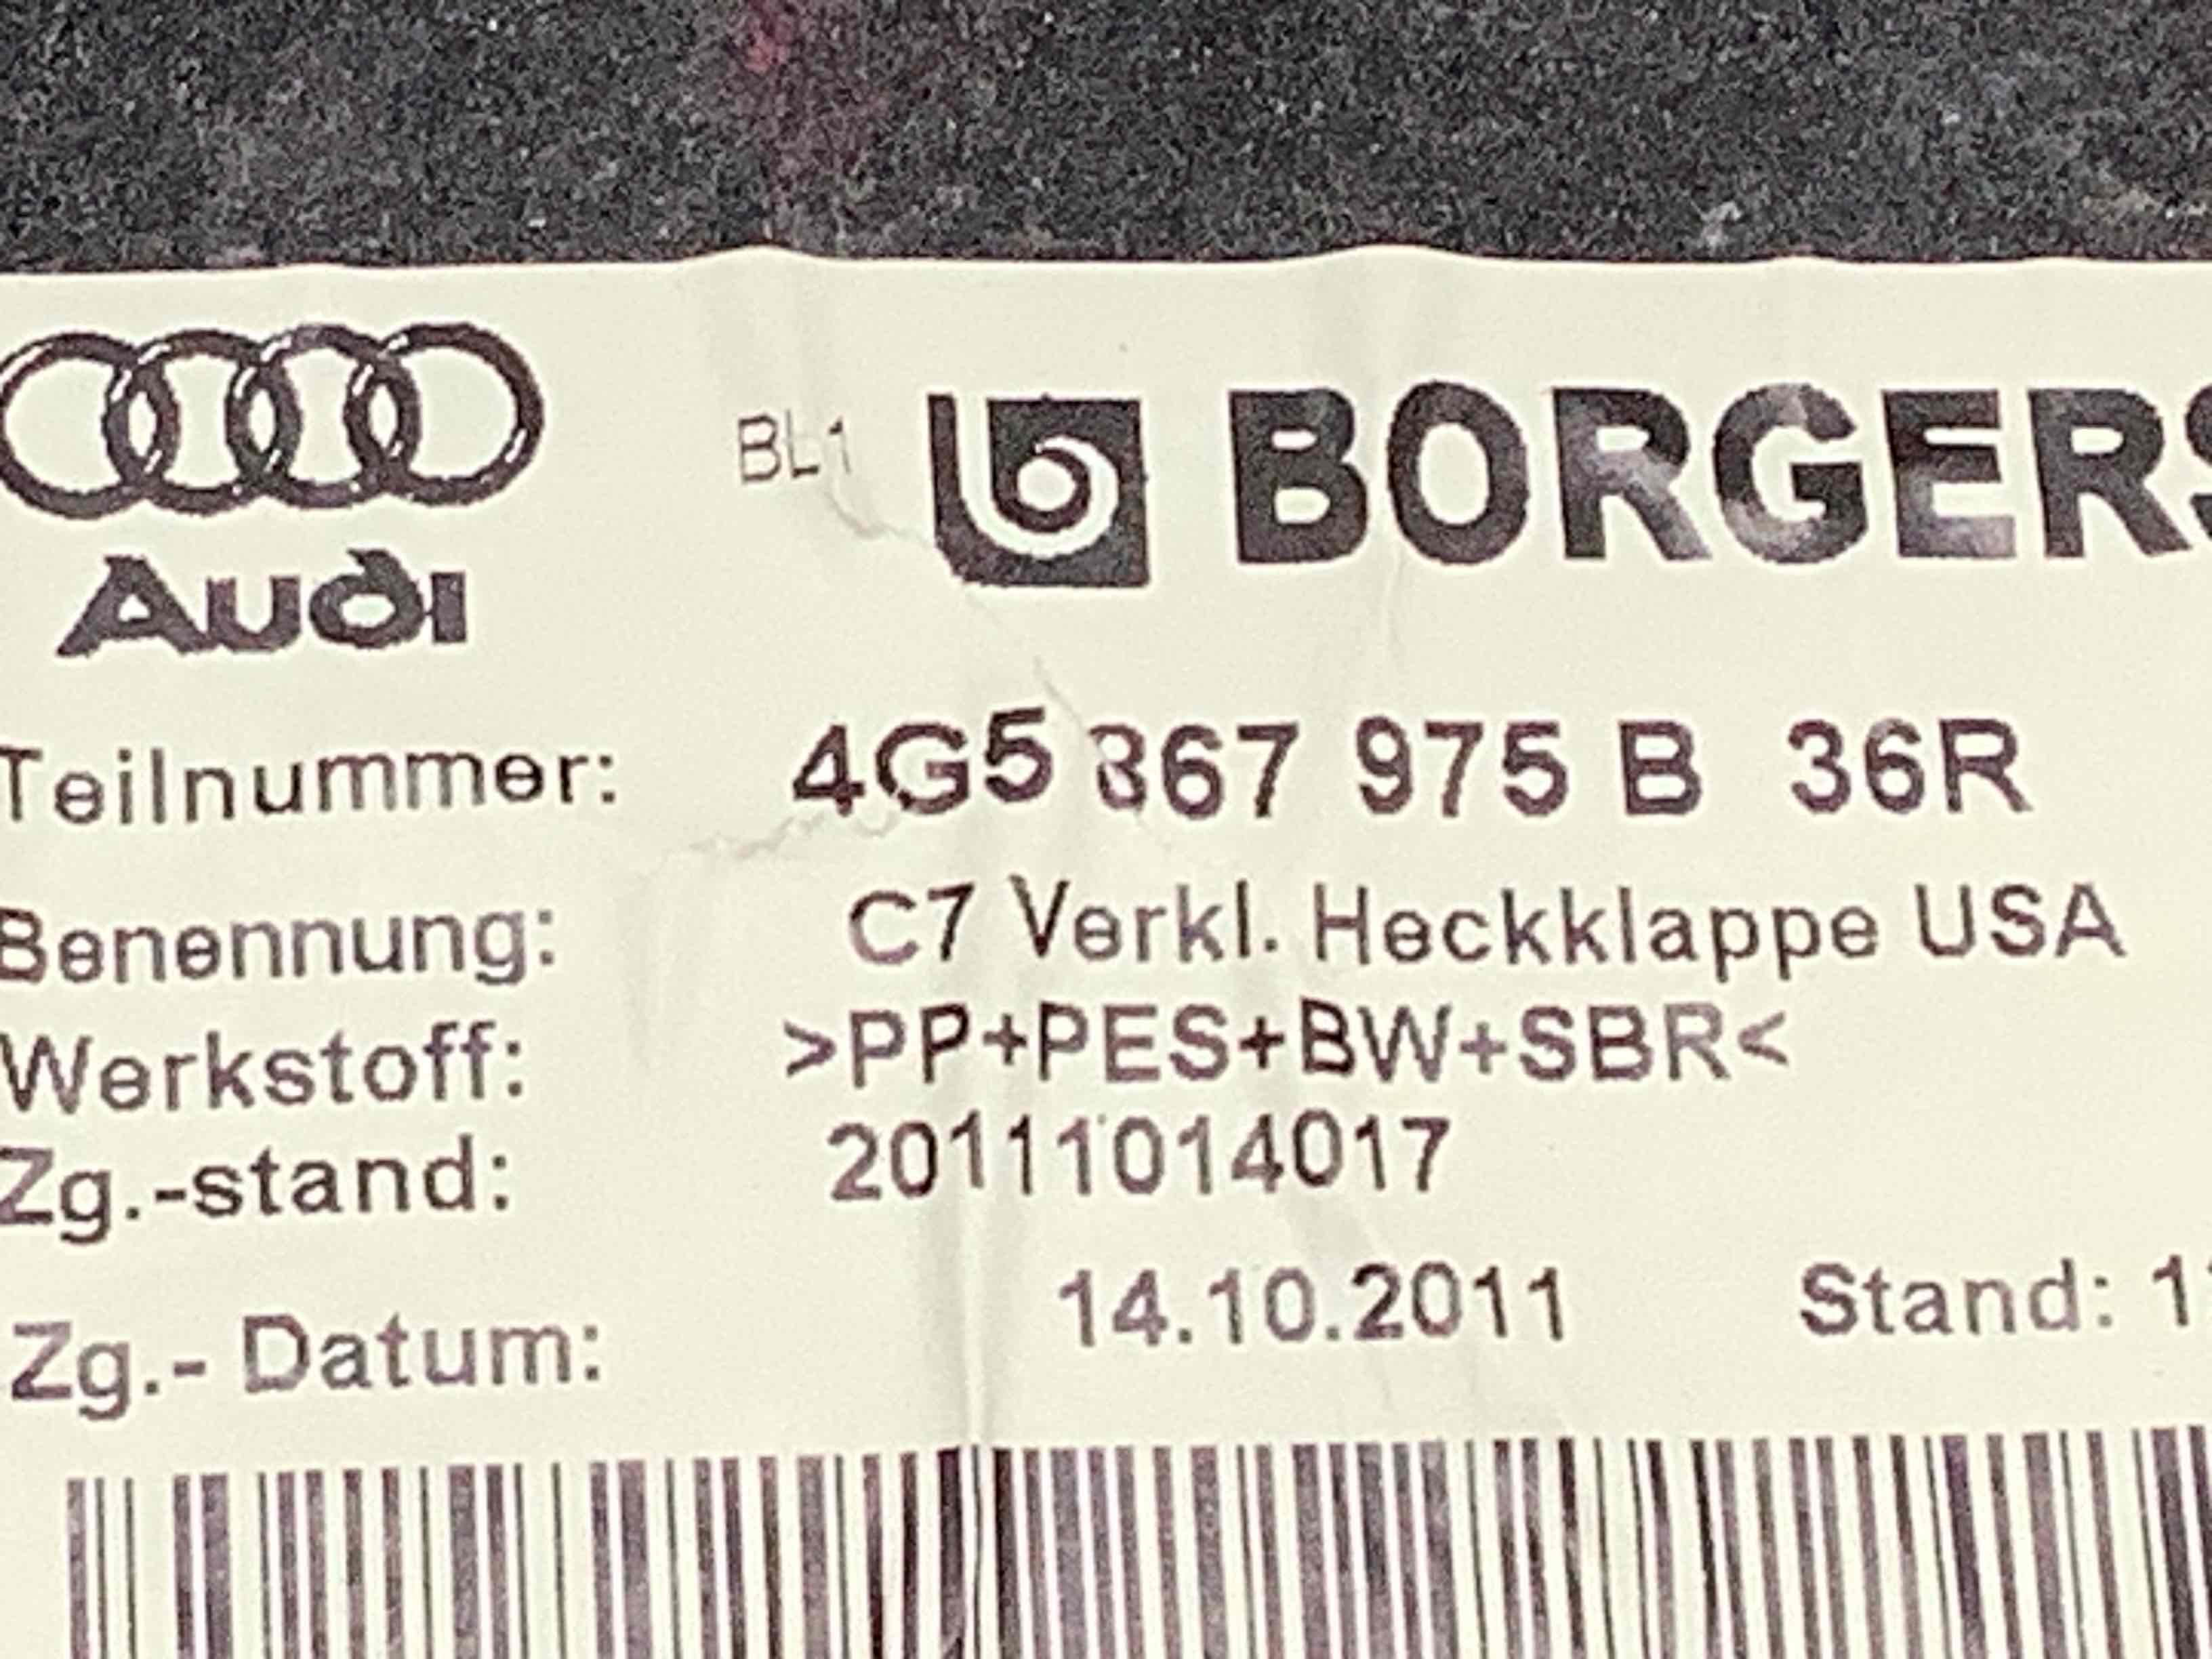 BL1 BORGERS
Audi
Teilnummer: 4G5 867 975 B 36R
Benennung: C7 Verkl. Heckklappe USA
Werkstoff: >PP+PES+BW+SBR<
Zg.-stand: 20111014017
Zg.- Datum: 14.10.2011 Stand: